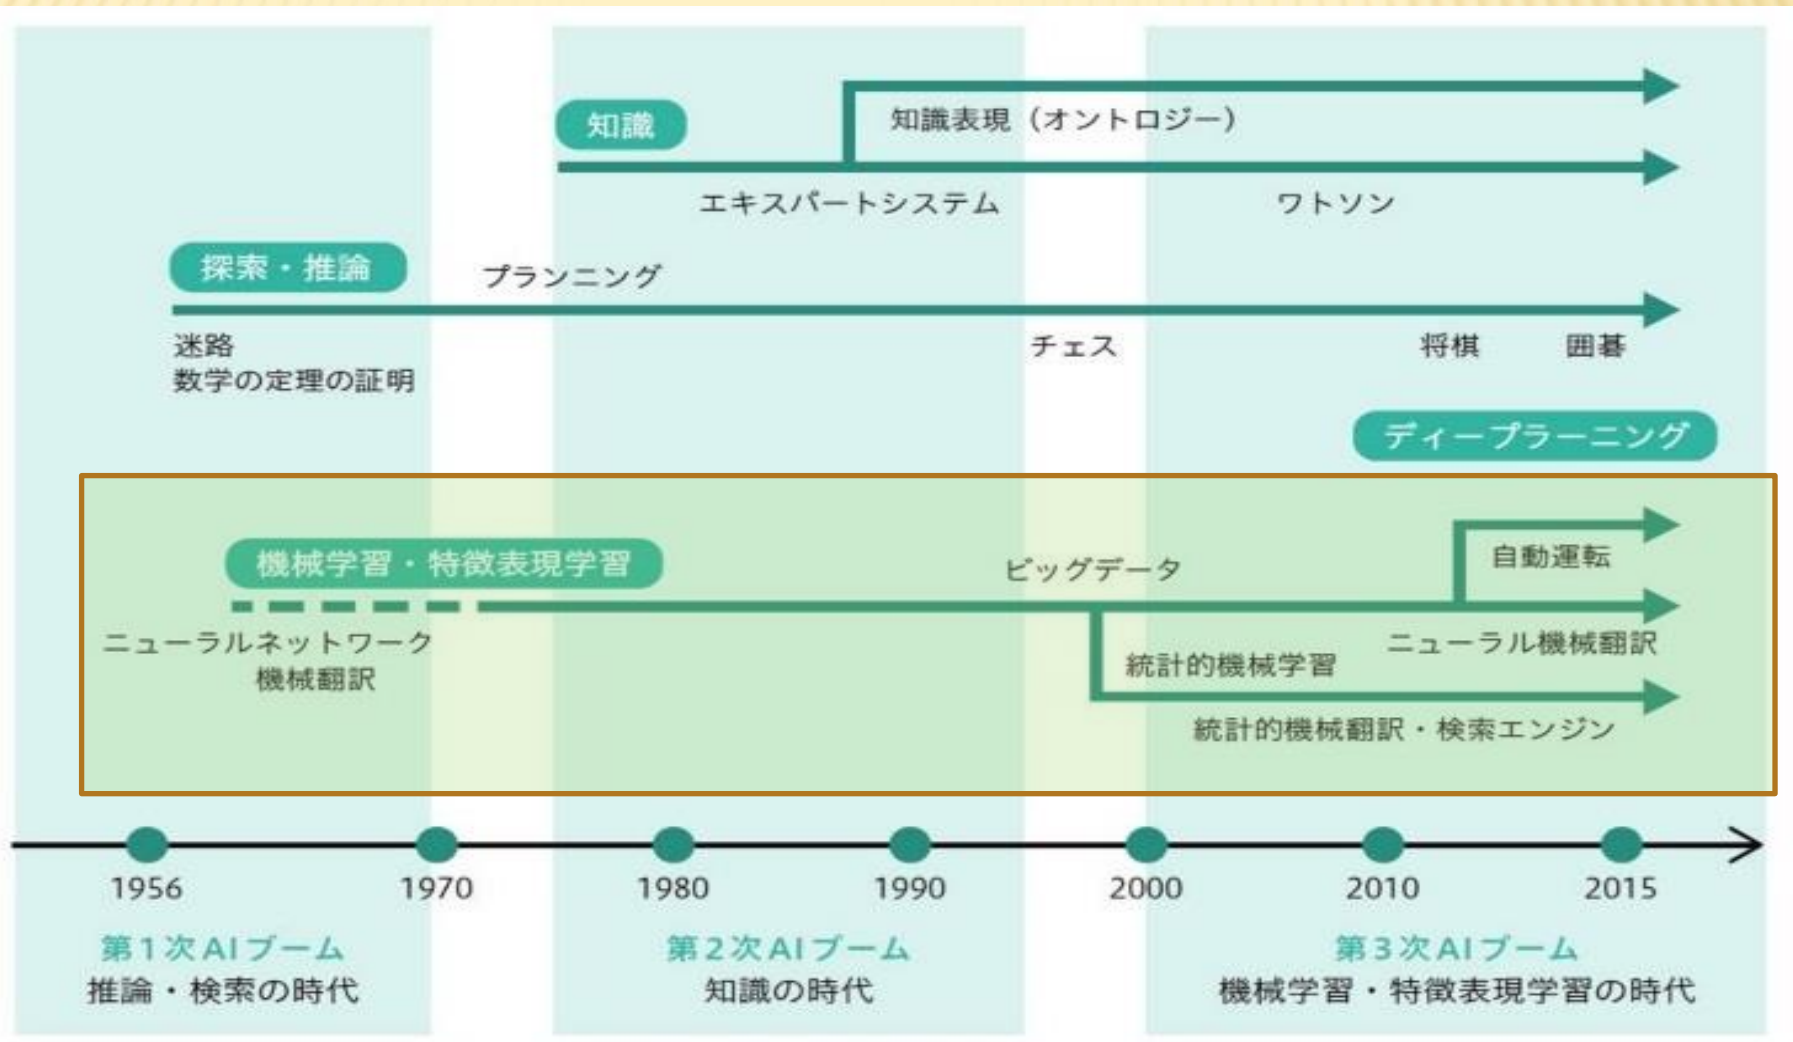 知識
知識表現（オントロジー）
エキスパートシステム
ワトソン
探索・推論
プランニング
迷路
数学の定理の証明
チェス
将棋
囲碁
ディープラーニング
機械学習・特徴表現学習
ビッグデータ
自動運転
ニューラルネットワーク
機械翻訳
統計的機械学習
ニューラル機械翻訳
統計的機械翻訳・検索エンジン
1956
1970
1980
1990
2000
2010
2015
第1次AIブーム
推論・検索の時代
第2次AIブーム
知識の時代
第3次AIブーム
機械学習・特徴表現学習の時代